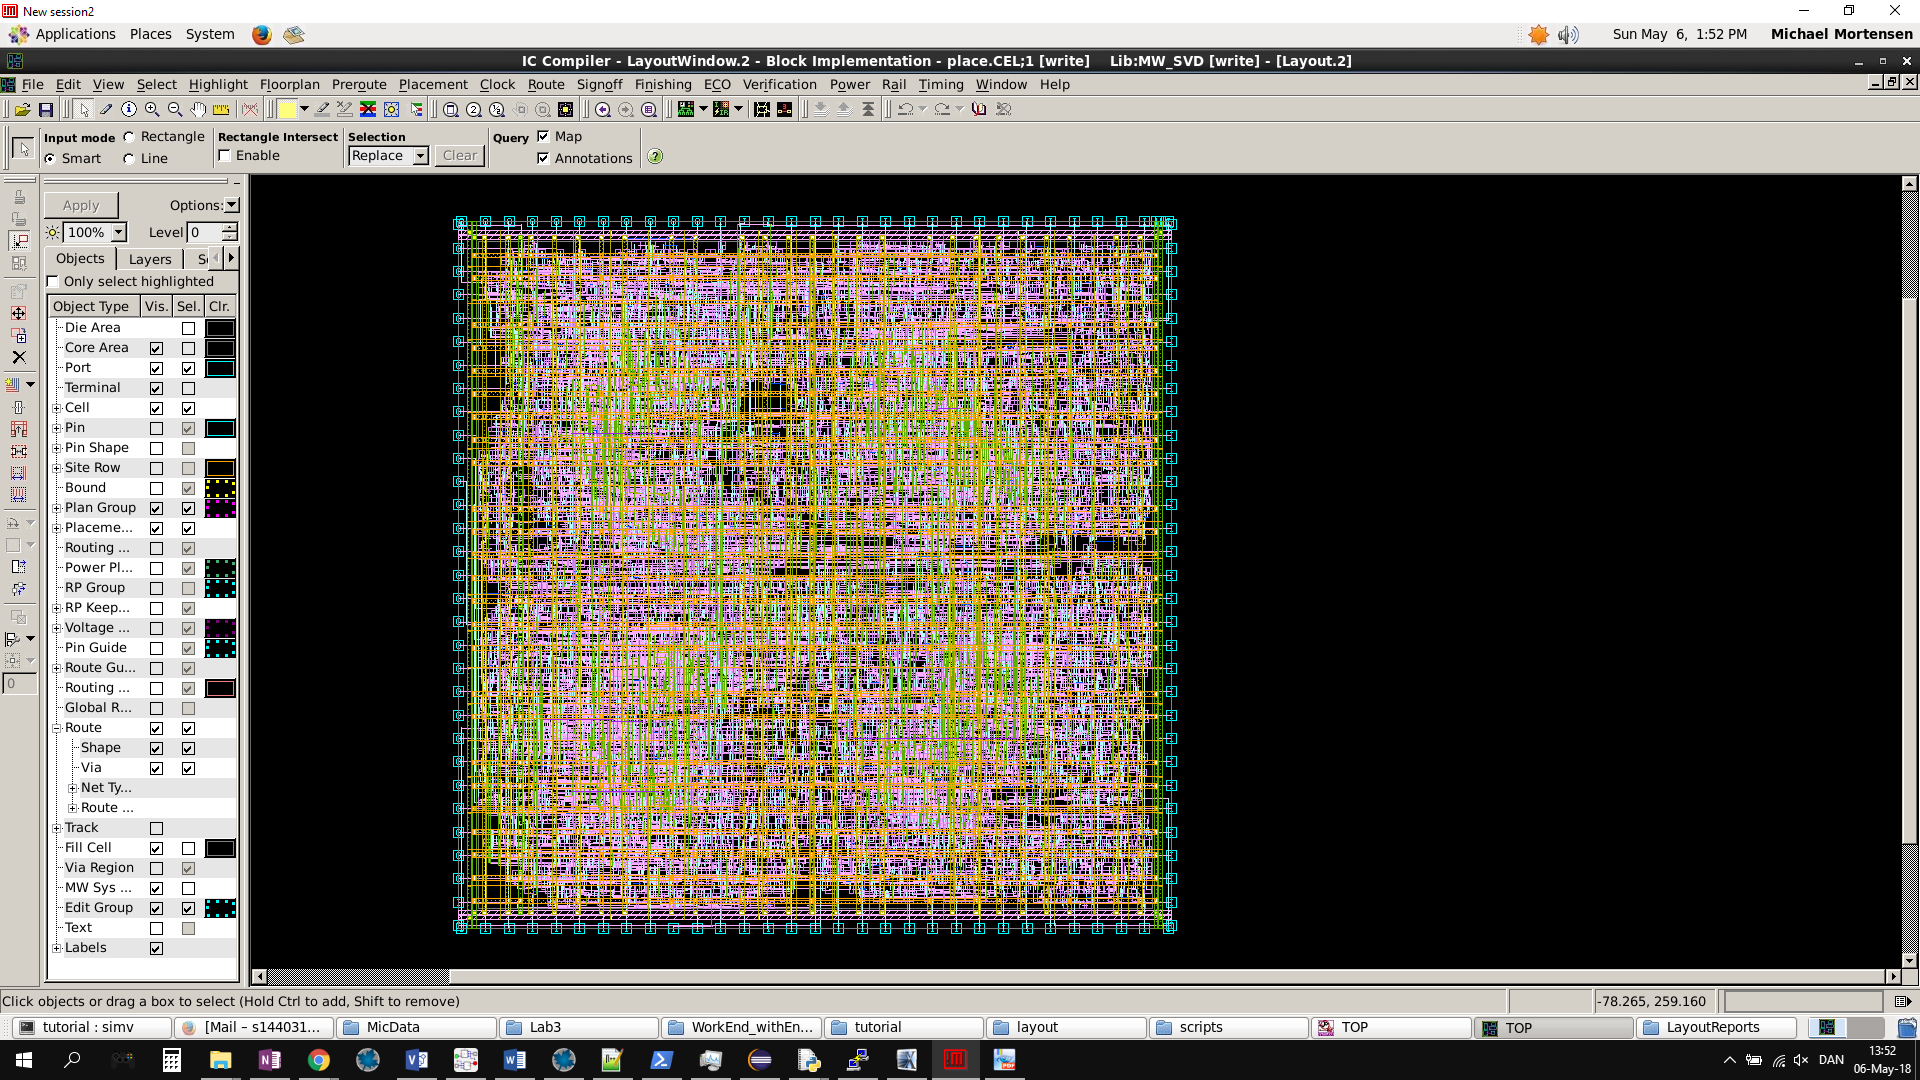 New session2
Applications Places System
Sun May 6, 1:52 PM Michael Mortensen
IC Compiler - LayoutWindow.2 - Block Implementation - place.CEL;1 [write] Lib:MW_SVD [write] - [Layout.2]
File Edit View Select Highlight Floorplan Preroute Placement Clock Route Signoff Finishing ECO Verification Power Rail Timing Window Help
Input mode Rectangle Rectangle Intersect Selection Query Map
Smart Line Enable Replace Clear Annotations
Apply Options:
100% Level 0
Objects Layers
Only select highlighted
Object Type Vis. Sel. Clr.
Die Area
Core Area
Port
Terminal
Cell
Pin
Pin Shape
Site Row
Bound
Plan Group
Placeme...
Routing ...
Power Pl...
RP Group
RP Keep...
Voltage ...
Pin Guide
Route Gu...
Routing ...
0
Global R...
Route
Shape
Via
Net Ty...
Route ...
Track
Fill Cell
Via Region
MW Sys ...
Edit Group
Text
Labels
Click objects or drag a box to select (Hold Ctrl to add, Shift to remove) -78.265, 259.160
tutorial : simv [Mail – s144031... MicData Lab3 WorkEnd_withEn... tutorial layout scripts TOP TOP LayoutReports
DAN 13:52
06-May-18